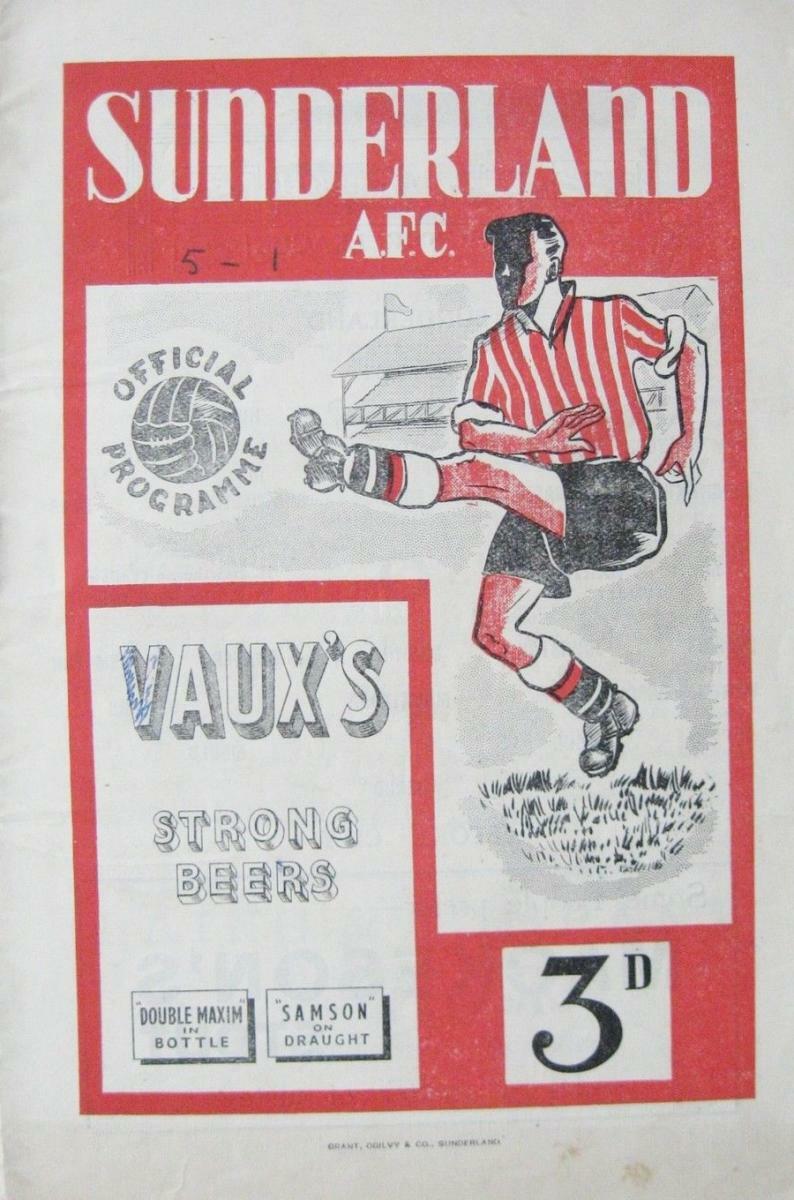 SUNDERLAND
A.F.C.
5 - 1
OFFICIAL
PROGRAMME
VAUX'S
STRONG
BEERS
"DOUBLE MAXIM"
IN
BOTTLE
"SAMSON"
ON
DRAUGHT
3D
GRANT, OGILVY & CO., SUNDERLAND.